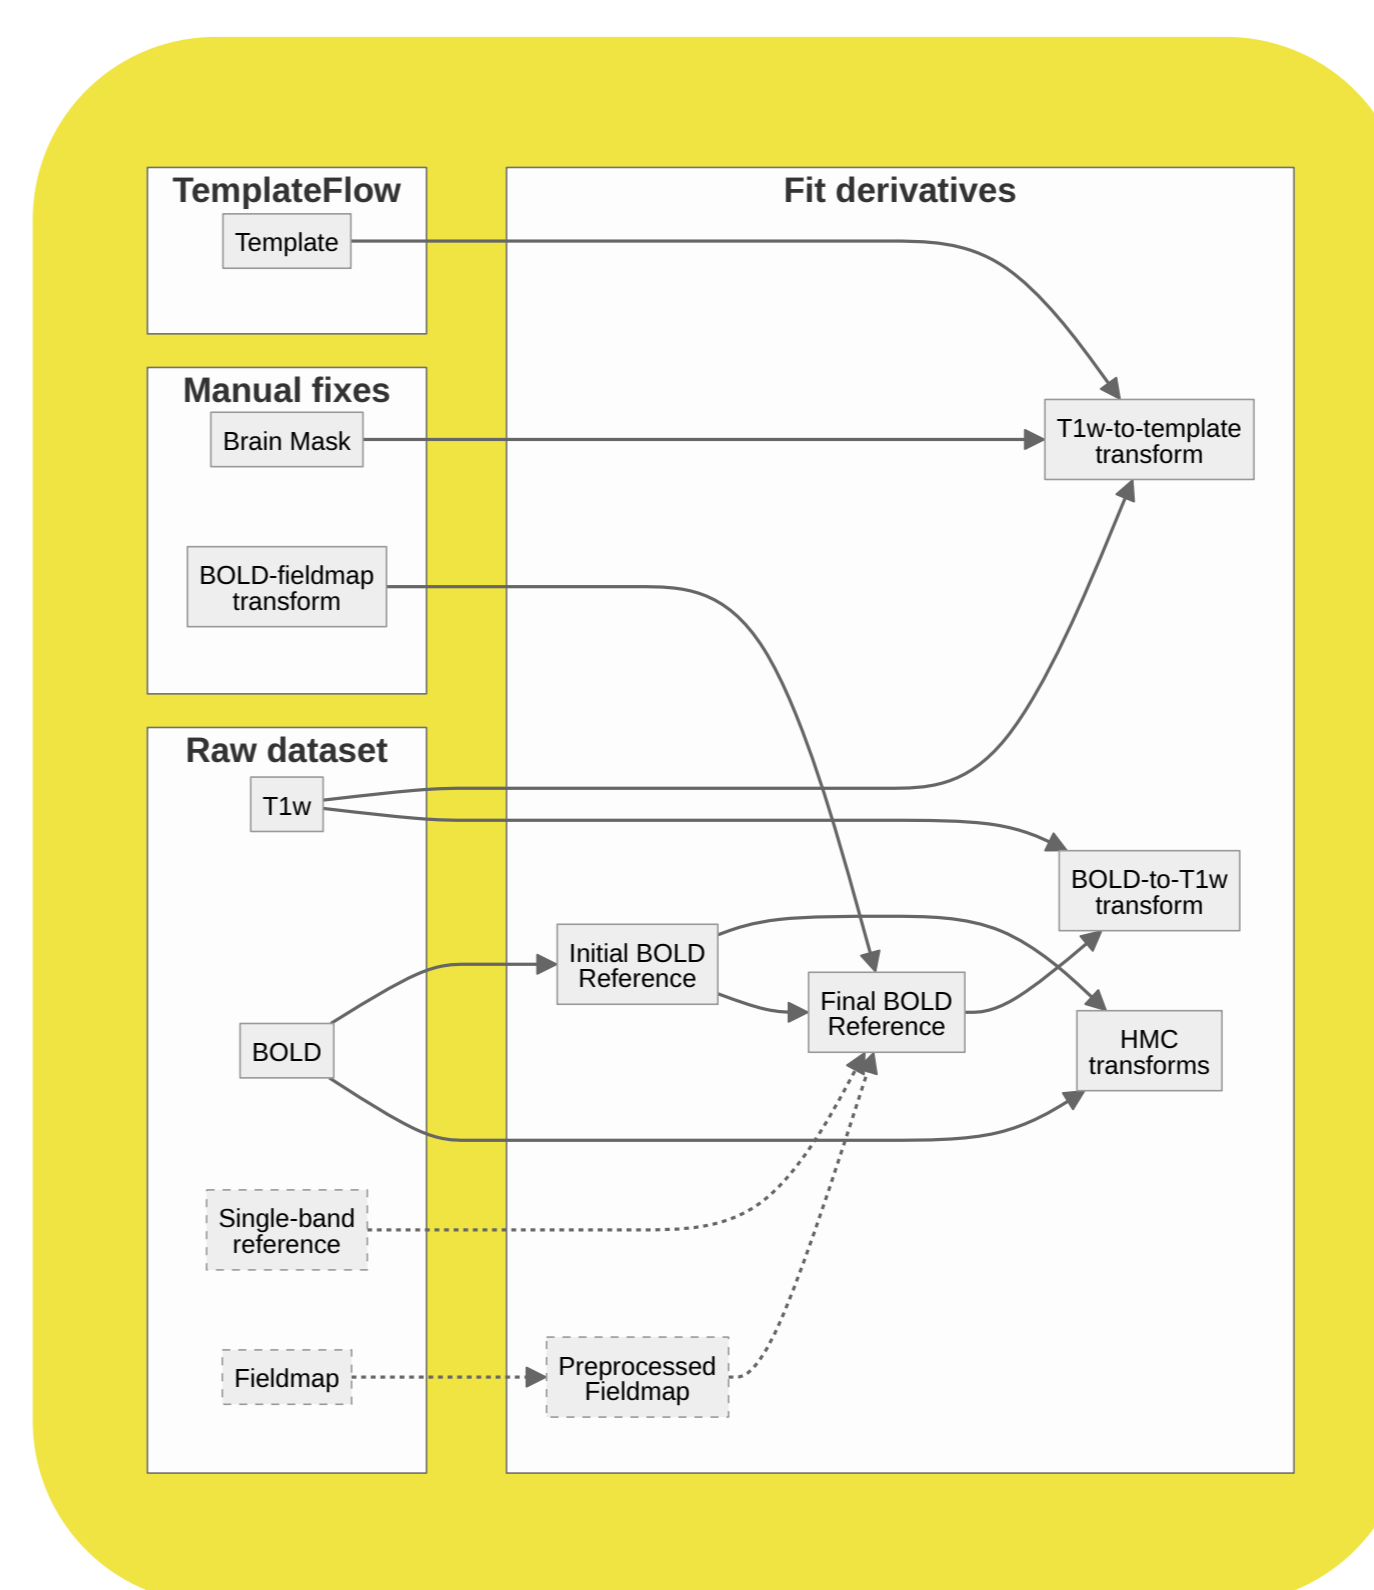 TemplateFlow
Template
Manual fixes
Brain Mask
BOLD-fieldmap
transform
Raw dataset
T1w
BOLD
Single-band
reference
Fieldmap
Fit derivatives
T1w-to-template
transform
BOLD-to-T1w
transform
Initial BOLD
Reference
Final BOLD
Reference
HMC
transforms
Preprocessed
Fieldmap